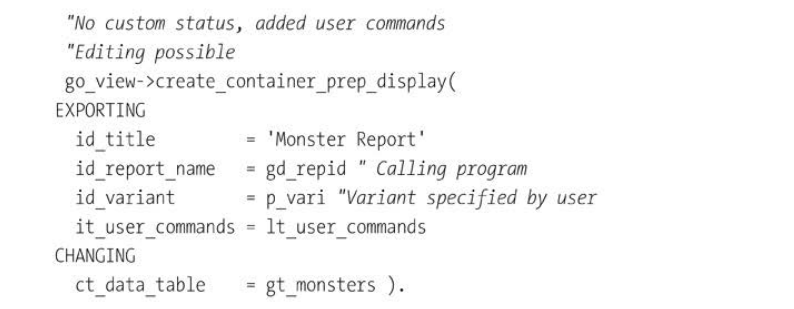 "No custom status, added user commands
"Editing possible
go_view->create_container_prep_display(
EXPORTING
id_title = 'Monster Report'
id_report_name = gd_repid " Calling program
id_variant = p_vari "Variant specified by user
it_user_commands = lt_user_commands
CHANGING
ct_data_table = gt_monsters ).